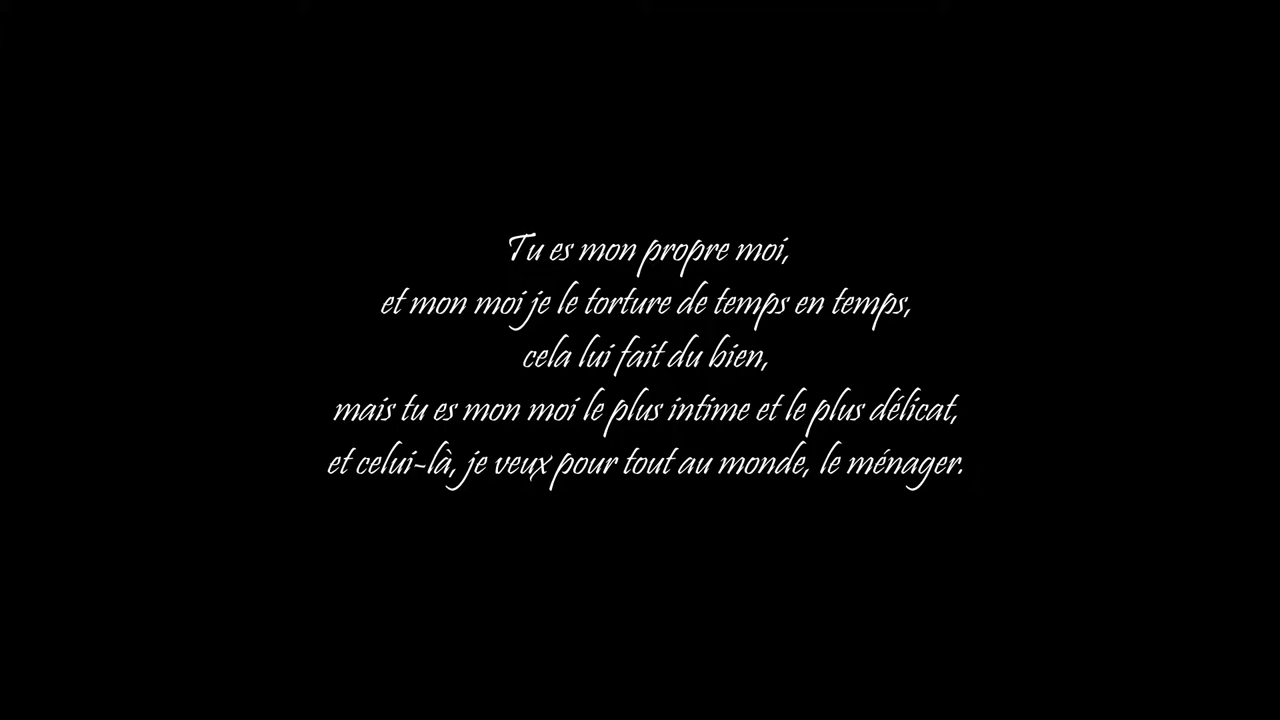 Tu es mon propre moi,
et mon moi je le torture de temps en temps,
cela lui fait du bien,
mais tu es mon moi le plus intime et le plus délicat,
et celui-là, je veux pour tout au monde, le ménager.